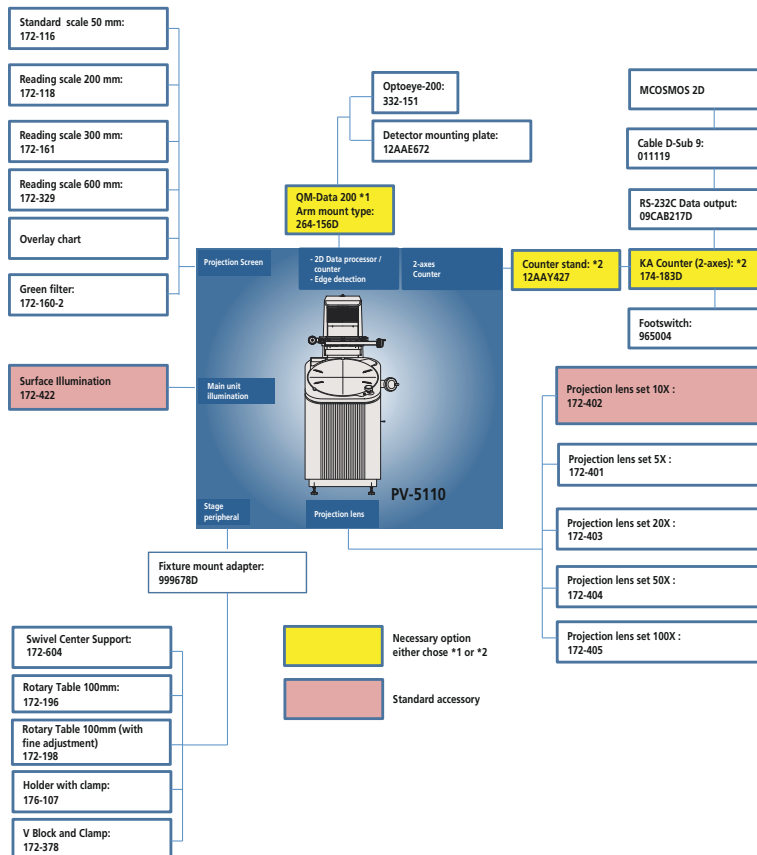 Standard scale 50 mm:
172-116
Reading scale 200 mm:
172-118
Reading scale 300 mm:
172-161
Reading scale 600 mm:
172-329
Overlay chart
Green filter:
172-160-2
Surface Illumination
172-422
Optoeye-200:
332-151
Detector mounting plate:
12AAE672
QM-Data 200 *1
Arm mount type:
264-156D
MCOSMOS 2D
Cable D-Sub 9:
011119
RS-232C Data output:
09CAB217D
Counter stand: *2
12AAY427
KA Counter (2-axes): *2
174-183D
Footswitch:
965004
Projection Screen
- 2D Data processor /
counter
- Edge detection
2-axes
Counter
Main unit
illumination
PV-5110
Stage
peripheral
Projection lens
Projection lens set 10X :
172-402
Projection lens set 5X :
172-401
Projection lens set 20X :
172-403
Projection lens set 50X :
172-404
Projection lens set 100X :
172-405
Fixture mount adapter:
999678D
Swivel Center Support:
172-604
Rotary Table 100mm:
172-196
Rotary Table 100mm (with
fine adjustment)
172-198
Holder with clamp:
176-107
V Block and Clamp:
172-378
Necessary option
either chose *1 or *2
Standard accessory